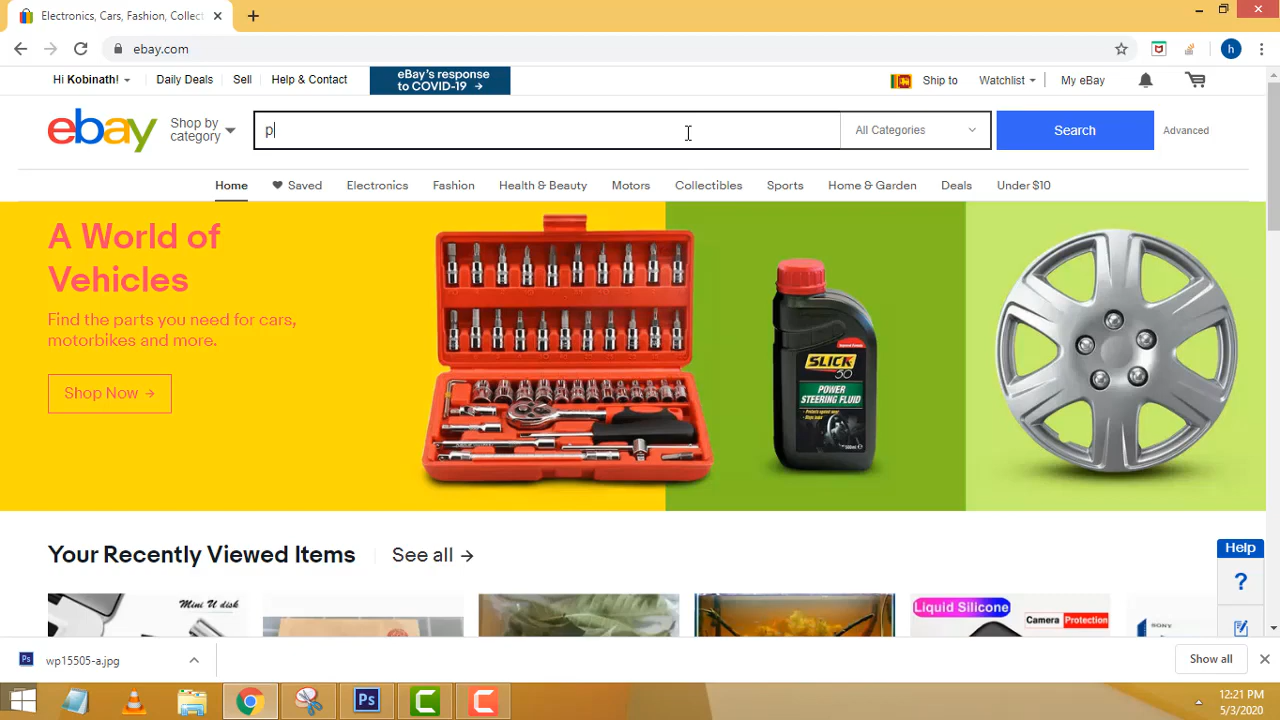 Electronics, Cars, Fashion, Collect
ebay.com
h
Hi Kobinath!
Daily Deals
Sell
Help & Contact
eBay's response
to COVID-19 →
Ship to
Watchlist
My eBay
ebay
Shop by
category
p
All Categories
Search
Advanced
Home
Saved
Electronics
Fashion
Health & Beauty
Motors
Collectibles
Sports
Home & Garden
Deals
Under $10
A World of
Vehicles
Find the parts you need for cars,
motorbikes and more.
Shop Now →
SLICK
50
POWER
STEERING FLUID
Your Recently Viewed Items
See all →
Help
?
Mini U disk
Liquid Silicone
Camera Protection
SONY
Ps
wp15505-a.jpg
Show all
Ps
12:21 PM
5/3/2020